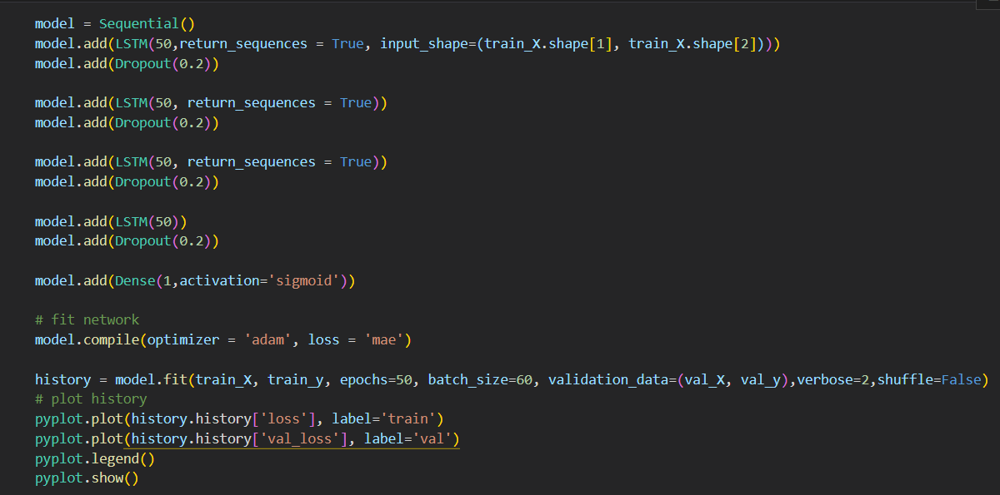 model = Sequential()
model.add(LSTM(50,return_sequences = True, input_shape=(train_X.shape[1], train_X.shape[2])))
model.add(Dropout(0.2))
model.add(LSTM(50, return_sequences = True))
model.add(Dropout(0.2))
model.add(LSTM(50, return_sequences = True))
model.add(Dropout(0.2))
model.add(LSTM(50))
model.add(Dropout(0.2))
model.add(Dense(1,activation='sigmoid'))
# fit network
model.compile(optimizer = 'adam', loss = 'mae')
history = model.fit(train_X, train_y, epochs=50, batch_size=60, validation_data=(val_X, val_y),verbose=2,shuffle=False)
# plot history
pyplot.plot(history.history['loss'], label='train')
pyplot.plot(history.history['val_loss'], label='val')
pyplot.legend()
pyplot.show()